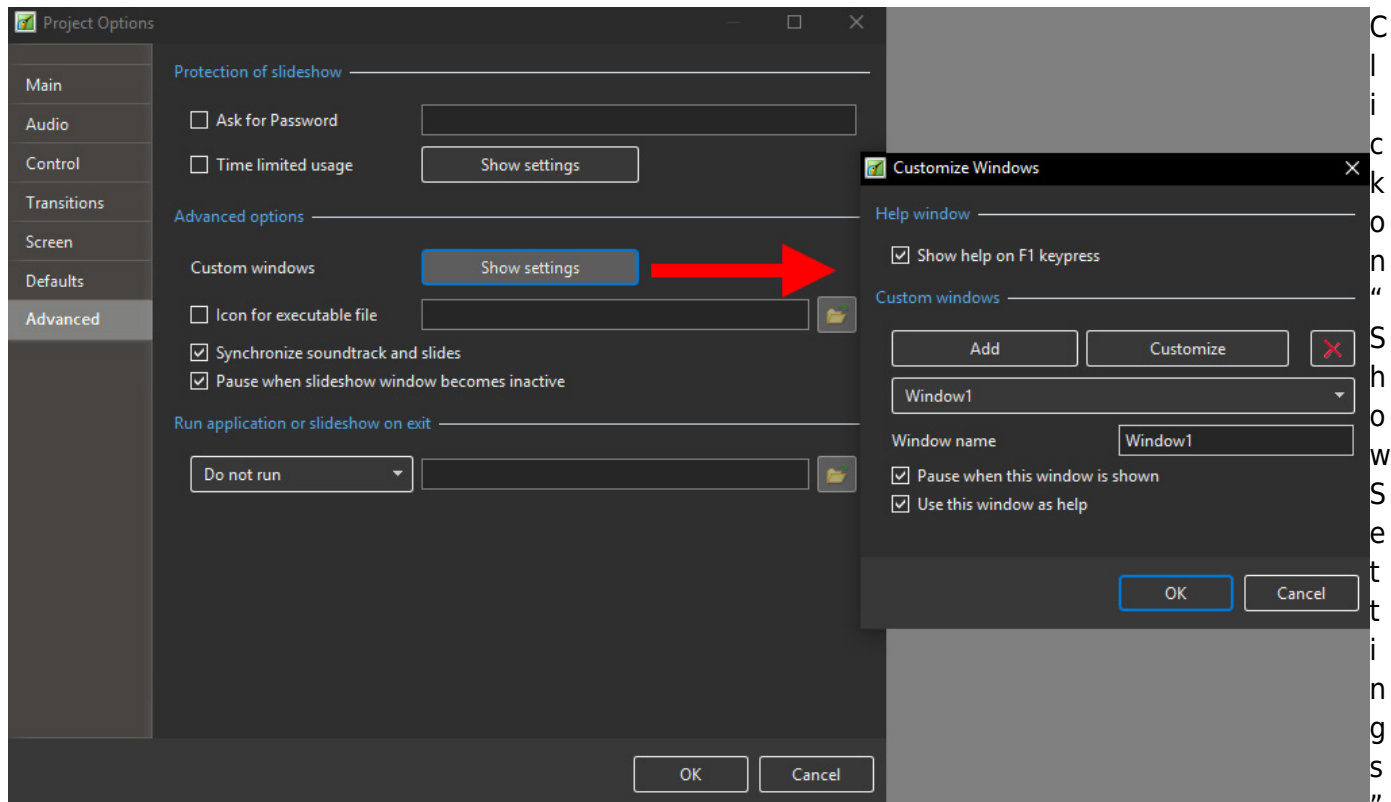 Project Options
Main
Audio
Control
Transitions
Screen
Defaults
Advanced
Protection of slideshow
Ask for Password
Time limited usage
Show settings
Advanced options
Custom windows
Show settings
Icon for executable file
Synchronize soundtrack and slides
Pause when slideshow window becomes inactive
Run application or slideshow on exit
Do not run
OK
Cancel
Customize Windows
Help window
Show help on F1 keypress
Custom windows
Add
Customize
Window1
Window name
Window1
Pause when this window is shown
Use this window as help
OK
Cancel
C
l
i
c
k
o
n
“
S
h
o
w
S
e
t
t
i
n
g
s
”